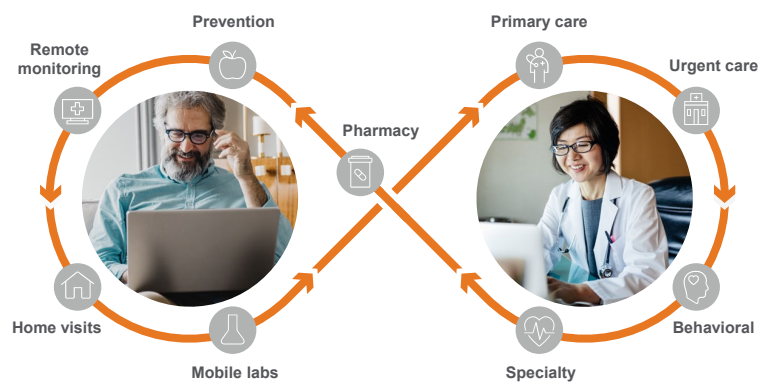 Prevention
Primary care
Remote
monitoring
Urgent care
Pharmacy
Home visits
Behavioral
Mobile labs
Specialty